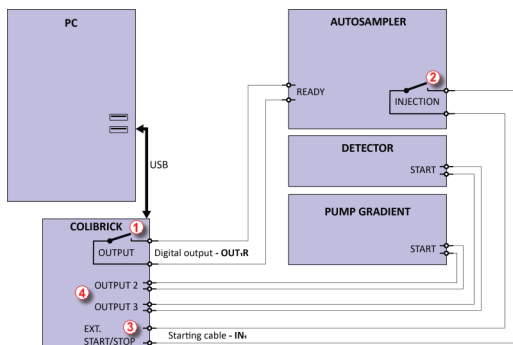 PC
AUTOSAMPLER
2
READY
INJECTION
DETECTOR
START
USB
PUMP GRADIENT
START
COLIBRICK
1
OUTPUT
Digital output - OUT₁R
OUTPUT 2
4
OUTPUT 3
EXT.
3
START/STOP
Starting cable - IN₁